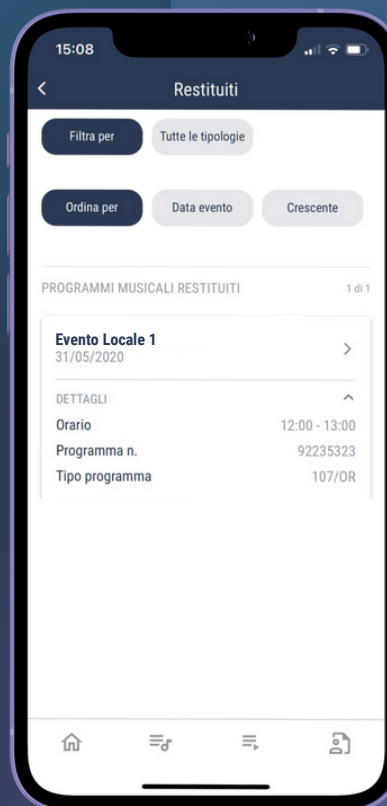 15:08
Restituiti
Filtra per Tutte le tipologie
Ordina per Data evento Crescente
PROGRAMMI MUSICALI RESTITUITI 1 di 1
Evento Locale 1
31/05/2020
DETTAGLI
Orario 12:00 - 13:00
Programma n. 92235323
Tipo programma 107/OR